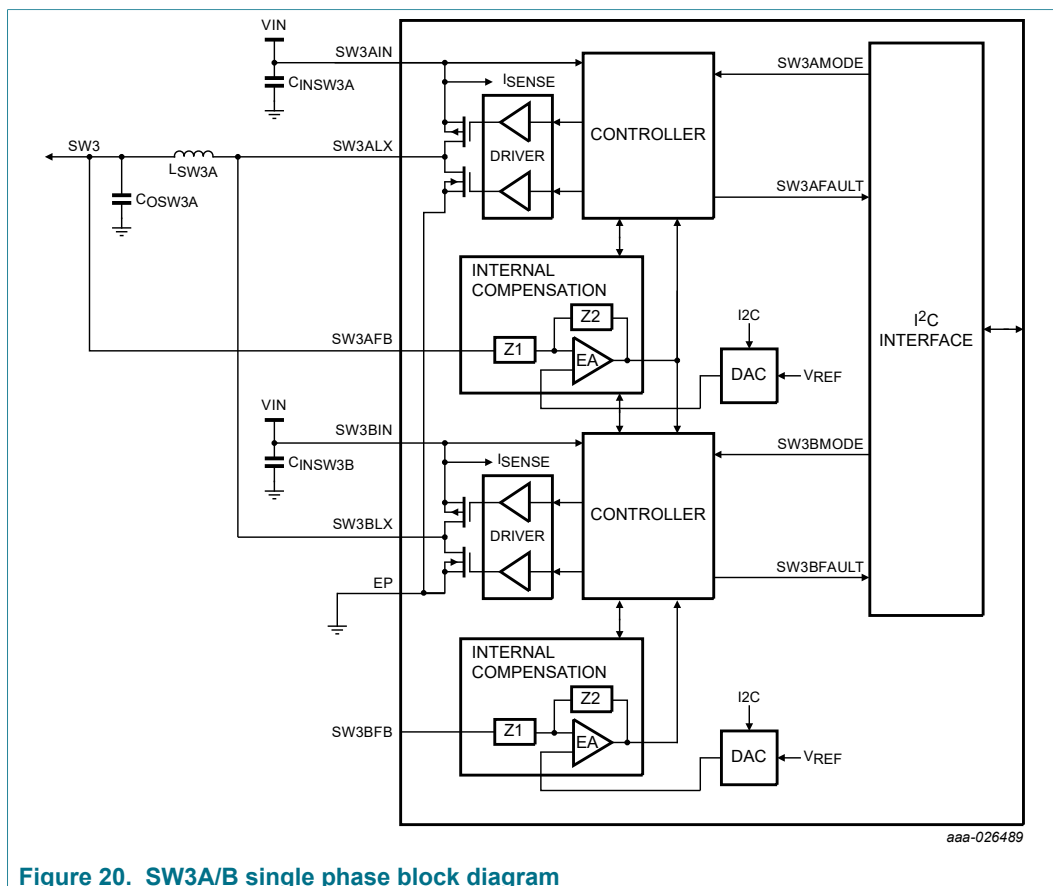 VIN
SW3AIN
CINSW3A
ISENSE
SW3AMODE
CONTROLLER
SW3
SW3ALX
DRIVER
LSW3A
COSW3A
SW3AFAULT
INTERNAL
COMPENSATION
Z2
I2C
I2C
INTERFACE
SW3AFB
Z1
EA
DAC
VREF
VIN
SW3BIN
SW3BMODE
CINSW3B
ISENSE
CONTROLLER
SW3BLX
DRIVER
SW3BFAULT
EP
INTERNAL
COMPENSATION
Z2
I2C
SW3BFB
Z1
EA
DAC
VREF
aaa-026489
Figure 20. SW3A/B single phase block diagram